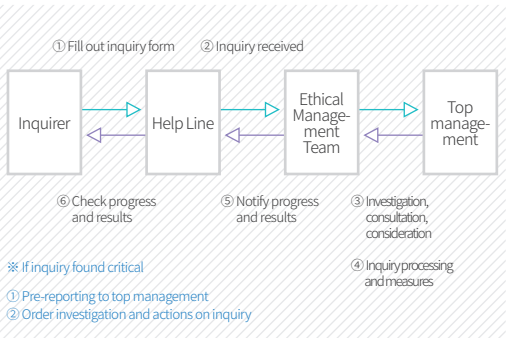 ① Fill out inquiry form
② Inquiry received
Inquirer
Help Line
Ethical
Manage-
ment
Team
Top
manage-
ment
⑥ Check progress
and results
⑤ Notify progress
and results
③ Investigation,
consultation,
consideration
④ Inquiry processing
and measures
※ If inquiry found critical
① Pre-reporting to top management
② Order investigation and actions on inquiry